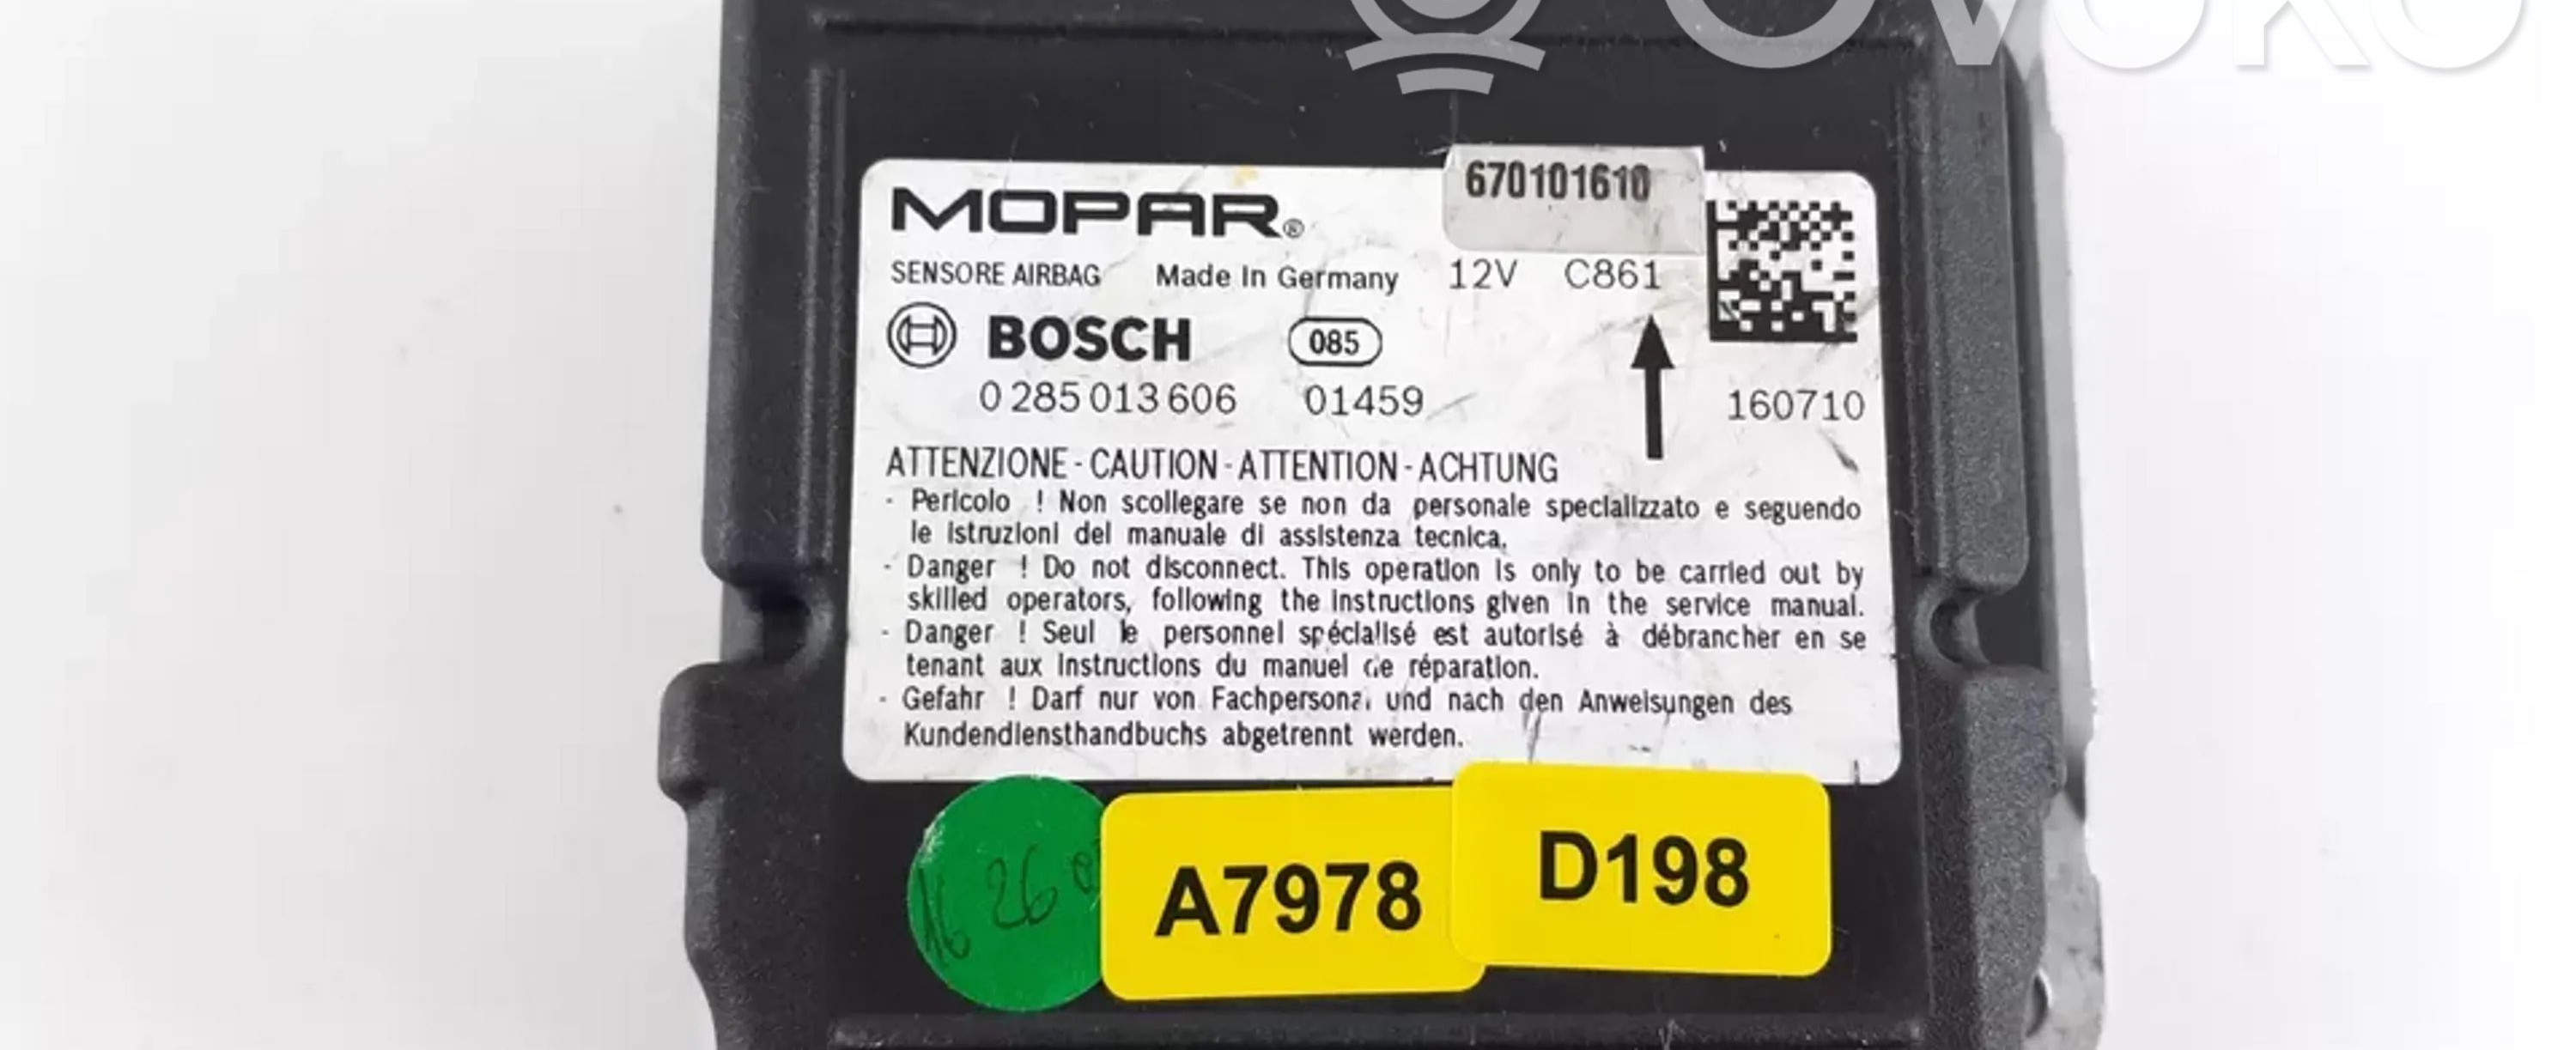 OVOKO
MOPAR®
670101610
SENSORE AIRBAG Made In Germany 12V C861
BOSCH 085
0 285 013 606 01459 160710
ATTENZIONE - CAUTION - ATTENTION - ACHTUNG
- Pericolo ! Non scollegare se non da personale specializzato e seguendo
le istruzioni del manuale di assistenza tecnica.
- Danger ! Do not disconnect. This operation is only to be carried out by
skilled operators, following the instructions given in the service manual.
- Danger ! Seul le personnel spécialisé est autorisé à débrancher en se
tenant aux instructions du manuel de réparation.
- Gefahr ! Darf nur von Fachpersonal und nach den Anweisungen des
Kundendiensthandbuchs abgetrennt werden.
16 26
A7978
D198